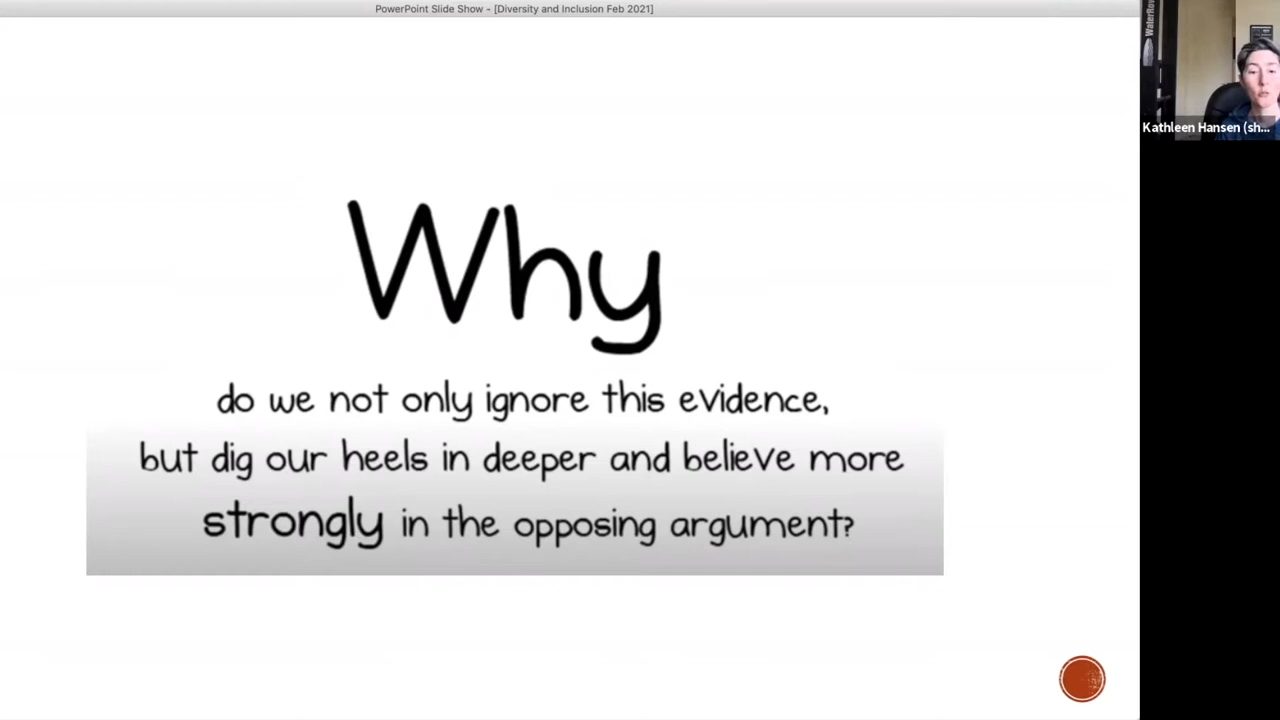 PowerPoint Slide Show - [Diversity and Inclusion Feb 2021]
WaterRow
Kathleen Hansen (sh...
Why
do we not only ignore this evidence,
but dig our heels in deeper and believe more
strongly in the opposing argument?